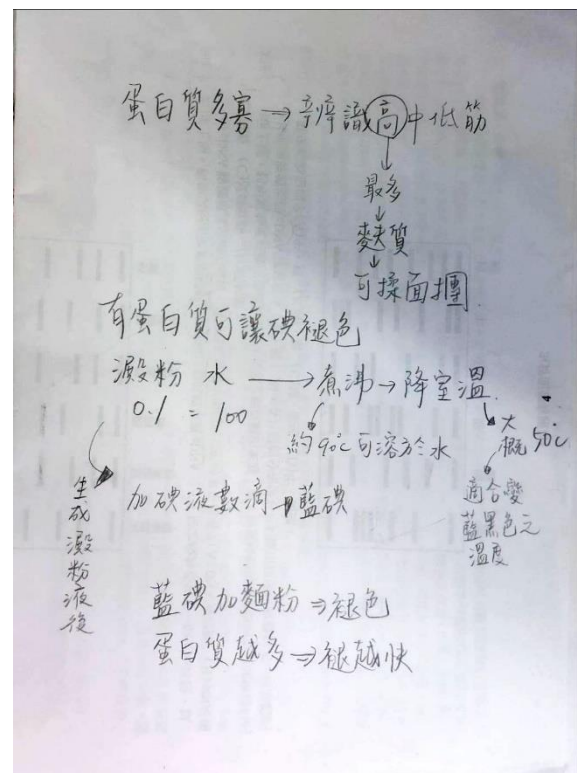 蛋白質多寡→辛辣識高中低筋
↓
最多
↓
麩質
↓
可揉面摶
有蛋白質可讓碘褪色
澱粉 水 → 煮沸→降室溫
0.1 = 100
約90℃可溶於水
大概 50℃
適合變
藍黑色之
溫度
生成澱粉液後
加碘液數滴→藍碘
藍碘加麵粉⇒褪色
蛋白質越多⇒褪越快